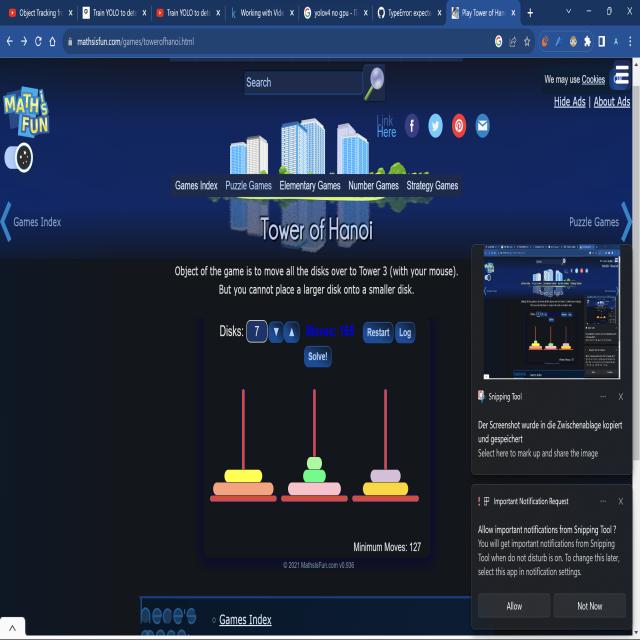 Object Tracking fr
Train YOLO to dete
Train YOLO to dete
Working with Vide
yolov4 no gpu - G
TypeError: expecte
Play Tower of Han
mathsisfun.com/games/towerofhanoi.html
Search
We may use Cookies
Hide Ads | About Ads
MATH'S FUN
Link
Here
Games Index Puzzle Games Elementary Games Number Games Strategy Games
Games Index
Puzzle Games
Tower of Hanoi
Object of the game is to move all the disks over to Tower 3 (with your mouse).
But you cannot place a larger disk onto a smaller disk.
Disks: 7 ▼ ▲ Moves: 165 Restart Log
Solve!
Minimum Moves: 127
© 2021 MathsIsFun.com v0.936
Games Index
Snipping Tool
Der Screenshot wurde in die Zwischenablage kopiert
und gespeichert
Select here to mark up and share the image
Important Notification Request
Allow important notifications from Snipping Tool ?
You will get important notifications from Snipping
Tool when do not disturb is on. To change this later,
select this app in notification settings.
Allow
Not Now